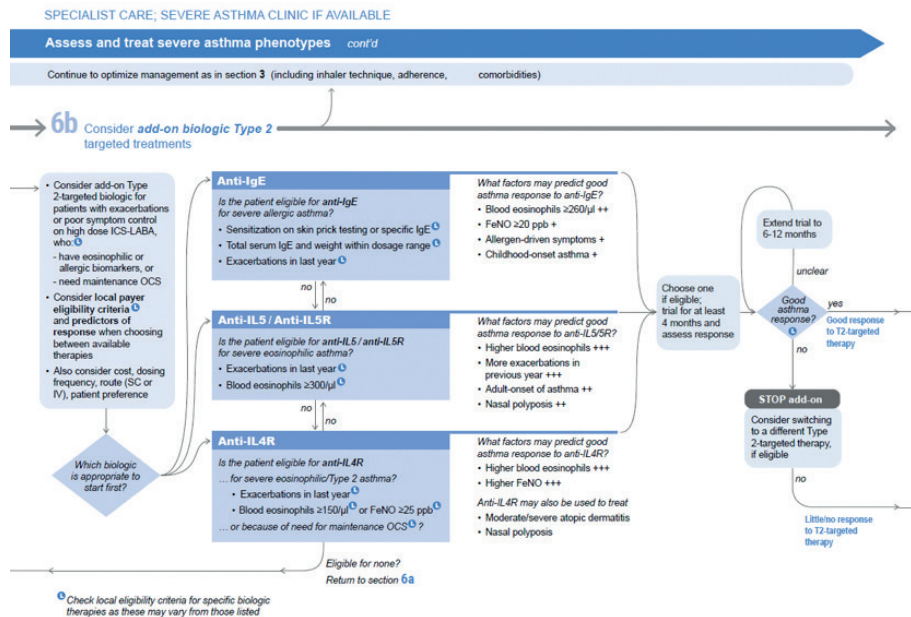 SPECIALIST CARE; SEVERE ASTHMA CLINIC IF AVAILABLE
Assess and treat severe asthma phenotypes cont'd
Continue to optimize management as in section 3 (including inhaler technique, adherence, comorbidities)
6b Consider add-on biologic Type 2
targeted treatments
• Consider add-on Type
2-targeted biologic for
patients with exacerbations
or poor symptom control
on high dose ICS-LABA,
who: L
- have eosinophilic or
allergic biomarkers, or
- need maintenance OCS
• Consider local payer
eligibility criteria L
and predictors of
response when choosing
between available
therapies
• Also consider cost, dosing
frequency, route (SC or
IV), patient preference
Which biologic
is appropriate to
start first?
Anti-IgE
Is the patient eligible for anti-IgE
for severe allergic asthma?
• Sensitization on skin prick testing or specific IgE L
• Total serum IgE and weight within dosage range L
• Exacerbations in last year L
What factors may predict good
asthma response to anti-IgE?
• Blood eosinophils ≥260/µl ++
• FeNO ≥20 ppb +
• Allergen-driven symptoms +
• Childhood-onset asthma +
no
no
Anti-IL5 / Anti-IL5R
Is the patient eligible for anti-IL5 / anti-IL5R
for severe eosinophilic asthma?
• Exacerbations in last year L
• Blood eosinophils ≥300/µl L
What factors may predict good
asthma response to anti-IL5/5R?
• Higher blood eosinophils +++
• More exacerbations in
previous year +++
• Adult-onset of asthma ++
• Nasal polyposis ++
no
no
Anti-IL4R
Is the patient eligible for anti-IL4R
... for severe eosinophilic/Type 2 asthma?
• Exacerbations in last year L
• Blood eosinophils ≥150/µl L or FeNO ≥25 ppb L
... or because of need for maintenance OCS L ?
What factors may predict good
asthma response to anti-IL4R?
• Higher blood eosinophils +++
• Higher FeNO +++
Anti-IL4R may also be used to treat
• Moderate/severe atopic dermatitis
• Nasal polyposis
Eligible for none?
Return to section 6a
Choose one
if eligible;
trial for at least
4 months and
assess response
Extend trial to
6-12 months
unclear
Good
asthma
response?
L
yes
Good response
to T2-targeted
therapy
no
STOP add-on
Consider switching
to a different Type
2-targeted therapy,
if eligible
no
Little/no response
to T2-targeted
therapy
L Check local eligibility criteria for specific biologic
therapies as these may vary from those listed